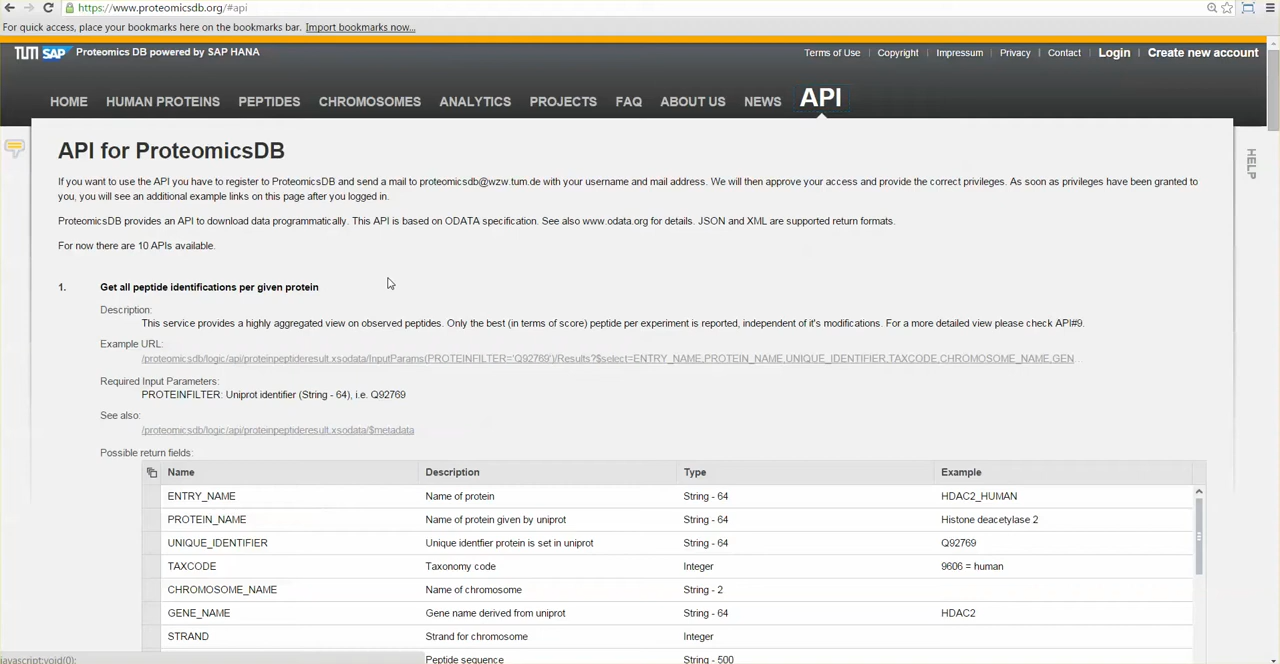 https://www.proteomicsdb.org/#api
For quick access, place your bookmarks here on the bookmarks bar. Import bookmarks now...
TUM SAP Proteomics DB powered by SAP HANA
Terms of Use | Copyright | Impressum | Privacy | Contact | Login | Create new account
HOME HUMAN PROTEINS PEPTIDES CHROMOSOMES ANALYTICS PROJECTS FAQ ABOUT US NEWS API
HELP
API for ProteomicsDB
If you want to use the API you have to register to ProteomicsDB and send a mail to proteomicsdb@wzw.tum.de with your username and mail address. We will then approve your access and provide the correct privileges. As soon as privileges have been granted to
you, you will see an additional example links on this page after you logged in.
ProteomicsDB provides an API to download data programmatically. This API is based on ODATA specification. See also www.odata.org for details. JSON and XML are supported return formats.
For now there are 10 APIs available.
1. Get all peptide identifications per given protein
Description:
This service provides a highly aggregated view on observed peptides. Only the best (in terms of score) peptide per experiment is reported, independent of it's modifications. For a more detailed view please check API#9.
Example URL:
/proteomicsdb/logic/api/proteinpeptideresult.xsodata/InputParams(PROTEINFILTER='Q92769')/Results?$select=ENTRY_NAME,PROTEIN_NAME,UNIQUE_IDENTIFIER,TAXCODE,CHROMOSOME_NAME,GEN...
Required Input Parameters:
PROTEINFILTER: Uniprot identifier (String - 64), i.e. Q92769
See also:
/proteomicsdb/logic/api/proteinpeptideresult.xsodata/$metadata
Possible return fields:
Name Description Type Example
ENTRY_NAME Name of protein String - 64 HDAC2_HUMAN
PROTEIN_NAME Name of protein given by uniprot String - 64 Histone deacetylase 2
UNIQUE_IDENTIFIER Unique identfier protein is set in uniprot String - 64 Q92769
TAXCODE Taxonomy code Integer 9606 = human
CHROMOSOME_NAME Name of chromosome String - 2
GENE_NAME Gene name derived from uniprot String - 64 HDAC2
STRAND Strand for chromosome Integer
Peptide sequence String - 500
javascript:void(0);